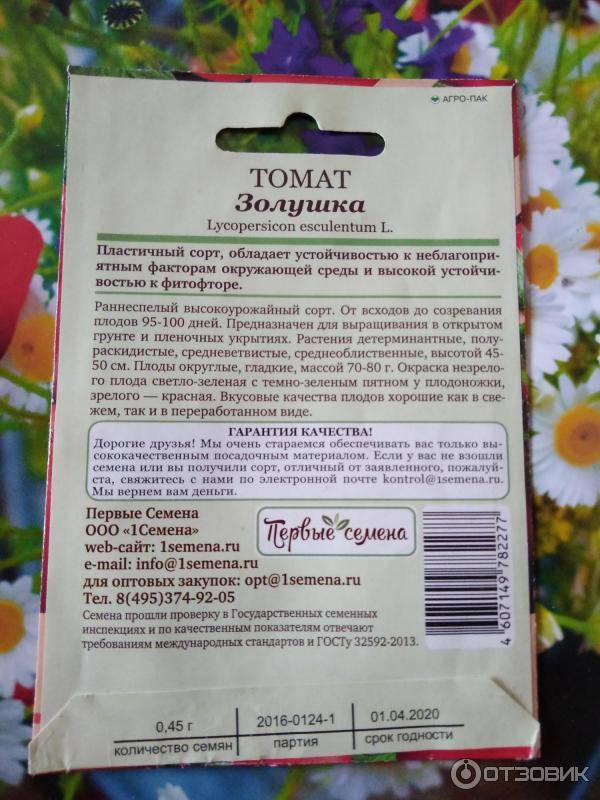 АГРО-ПАК
ТОМАТ
Золушка
Lycopersicon esculentum L.
Пластичный сорт, обладает устойчивостью к неблагопри-
ятным факторам окружающей среды и высокой устойчи-
востью к фитофторе.
Раннеспелый высокоурожайный сорт. От всходов до созревания
плодов 95-100 дней. Предназначен для выращивания в открытом
грунте и пленочных укрытиях. Растения детерминантные, полу-
раскидистые, средневетвистые, среднеоблиственные, высотой 45-
50 см. Плоды округлые, гладкие, массой 70-80 г. Окраска незрело-
го плода светло-зеленая с темно-зеленым пятном у плодоножки,
зрелого — красная. Вкусовые качества плодов хорошие как в све-
жем, так и в переработанном виде.
ГАРАНТИЯ КАЧЕСТВА!
Дорогие друзья! Мы очень стараемся обеспечивать вас только вы-
сококачественным посадочным материалом. Если у вас не взошли
семена или вы получили сорт, отличный от заявленного, пожалуй-
ста, свяжитесь с нами по электронной почте kontrol@1semena.ru.
Мы вернем вам деньги.
Первые Семена
ООО «1Семена»
web-сайт: 1semena.ru
e-mail: info@1semena.ru
для оптовых закупок: opt@1semena.ru
Тел. 8(495)374-92-05
Первые семена
Семена прошли проверку в Государственных семенных
инспекциях и по качественным показателям отвечают
требованиям международных стандартов и ГОСТу 32592-2013.
4 607149 782277
0,45 г
количество семян
2016-0124-1
партия
01.04.2020
срок годности
ОТЗОВИК